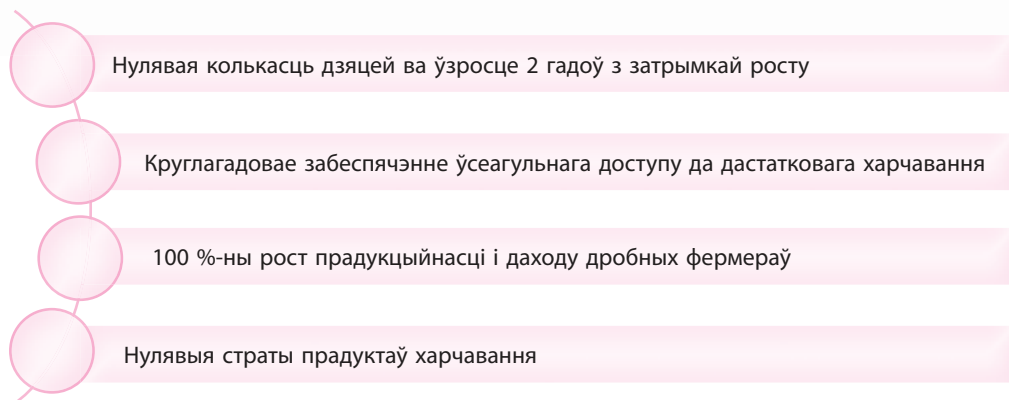 Нулявая колькасць дзяцей ва ўзросце 2 гадоў з затрымкай росту
Круглагадовае забеспячэнне ўсеагульнага доступу да дастатковага харчавання
100 %-ны рост прадукцыйнасці і даходу дробных фермераў
Нулявыя страты прадуктаў харчавання